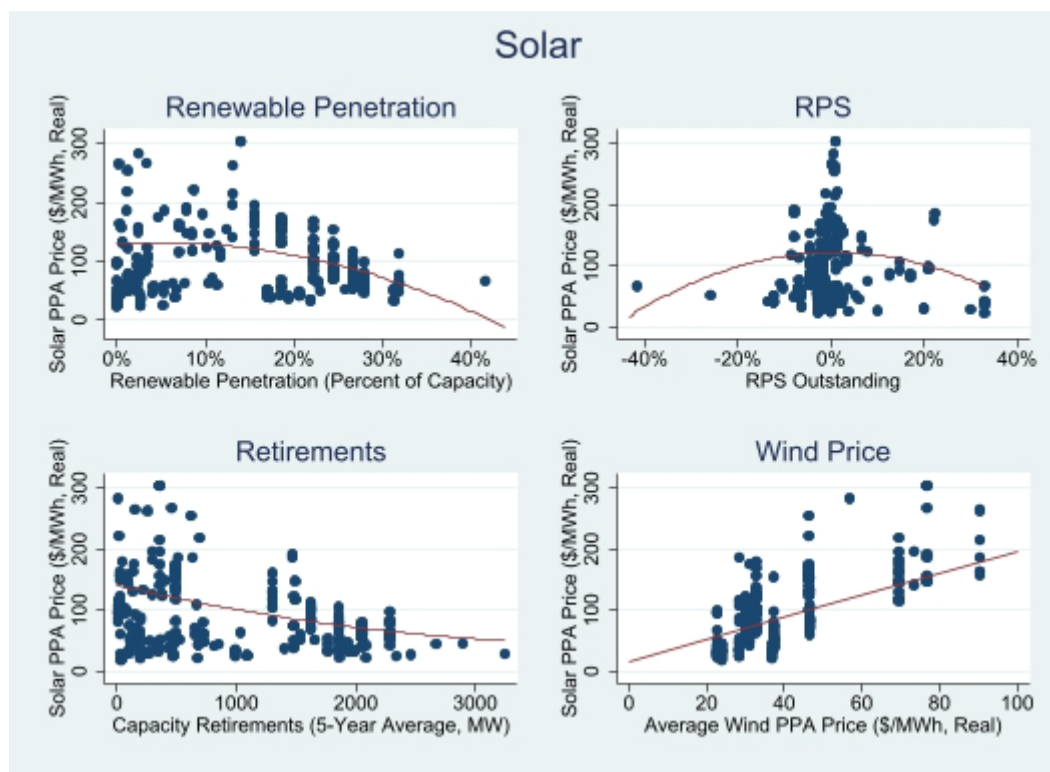 Solar
Renewable Penetration
Solar PPA Price ($/MWh, Real)
300
200
100
0
0%
10%
20%
30%
40%
Renewable Penetration (Percent of Capacity)
RPS
Solar PPA Price ($/MWh, Real)
300
200
100
0
-40%
-20%
0%
20%
40%
RPS Outstanding
Retirements
Solar PPA Price ($/MWh, Real)
300
200
100
0
0
1000
2000
3000
Capacity Retirements (5-Year Average, MW)
Wind Price
Solar PPA Price ($/MWh, Real)
300
200
100
0
0
20
40
60
80
100
Average Wind PPA Price ($/MWh, Real)